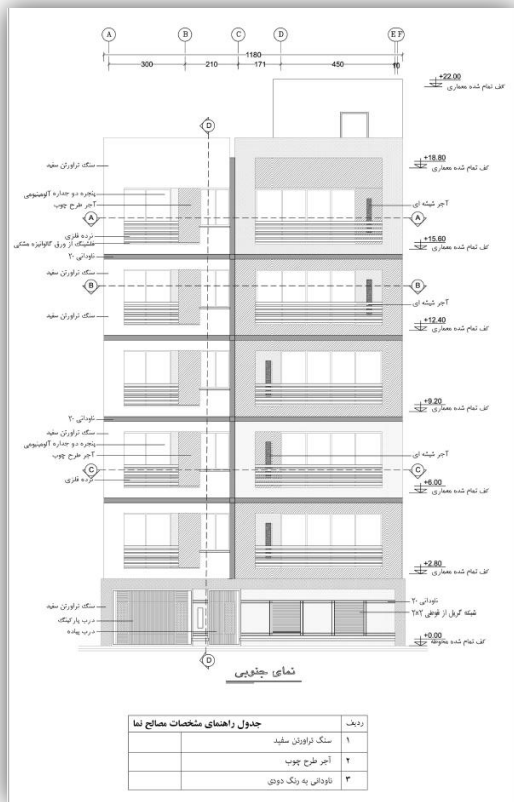 A B C D E F
1180
300 210 171 450
D
+22.00
کف تمام شده معماری
سنگ تراورتن سفید
+18.80
کف تمام شده معماری
پنجره دو جداره آلومینیومی
آجر طرح چوب
آجر شیشه ای
A A
نرده فلزی
فلاشینگ از ورق گالوانیزه مشکی
+15.60
کف تمام شده معماری
ناودانی ۲۰
سنگ تراورتن سفید
B B
آجر شیشه ای
سنگ تراورتن سفید
+12.40
کف تمام شده معماری
+9.20
کف تمام شده معماری
ناودانی ۲۰
سنگ تراورتن سفید
پنجره دو جداره آلومینیومی
آجر طرح چوب
آجر شیشه ای
C C
نرده فلزی
+6.00
کف تمام شده معماری
+2.80
کف تمام شده معماری
سنگ تراورتن سفید
ناودانی ۲۰
درب پارکینگ
شبکه گریل از قوطی ۲×۲
درب پیاده
+0.00
کف تمام شده محوطه
D
نمای جنوبی
ردیف جدول راهنمای مشخصات مصالح نما
۱ سنگ تراورتن سفید
۲ آجر طرح چوب
۳ ناودانی به رنگ دودی